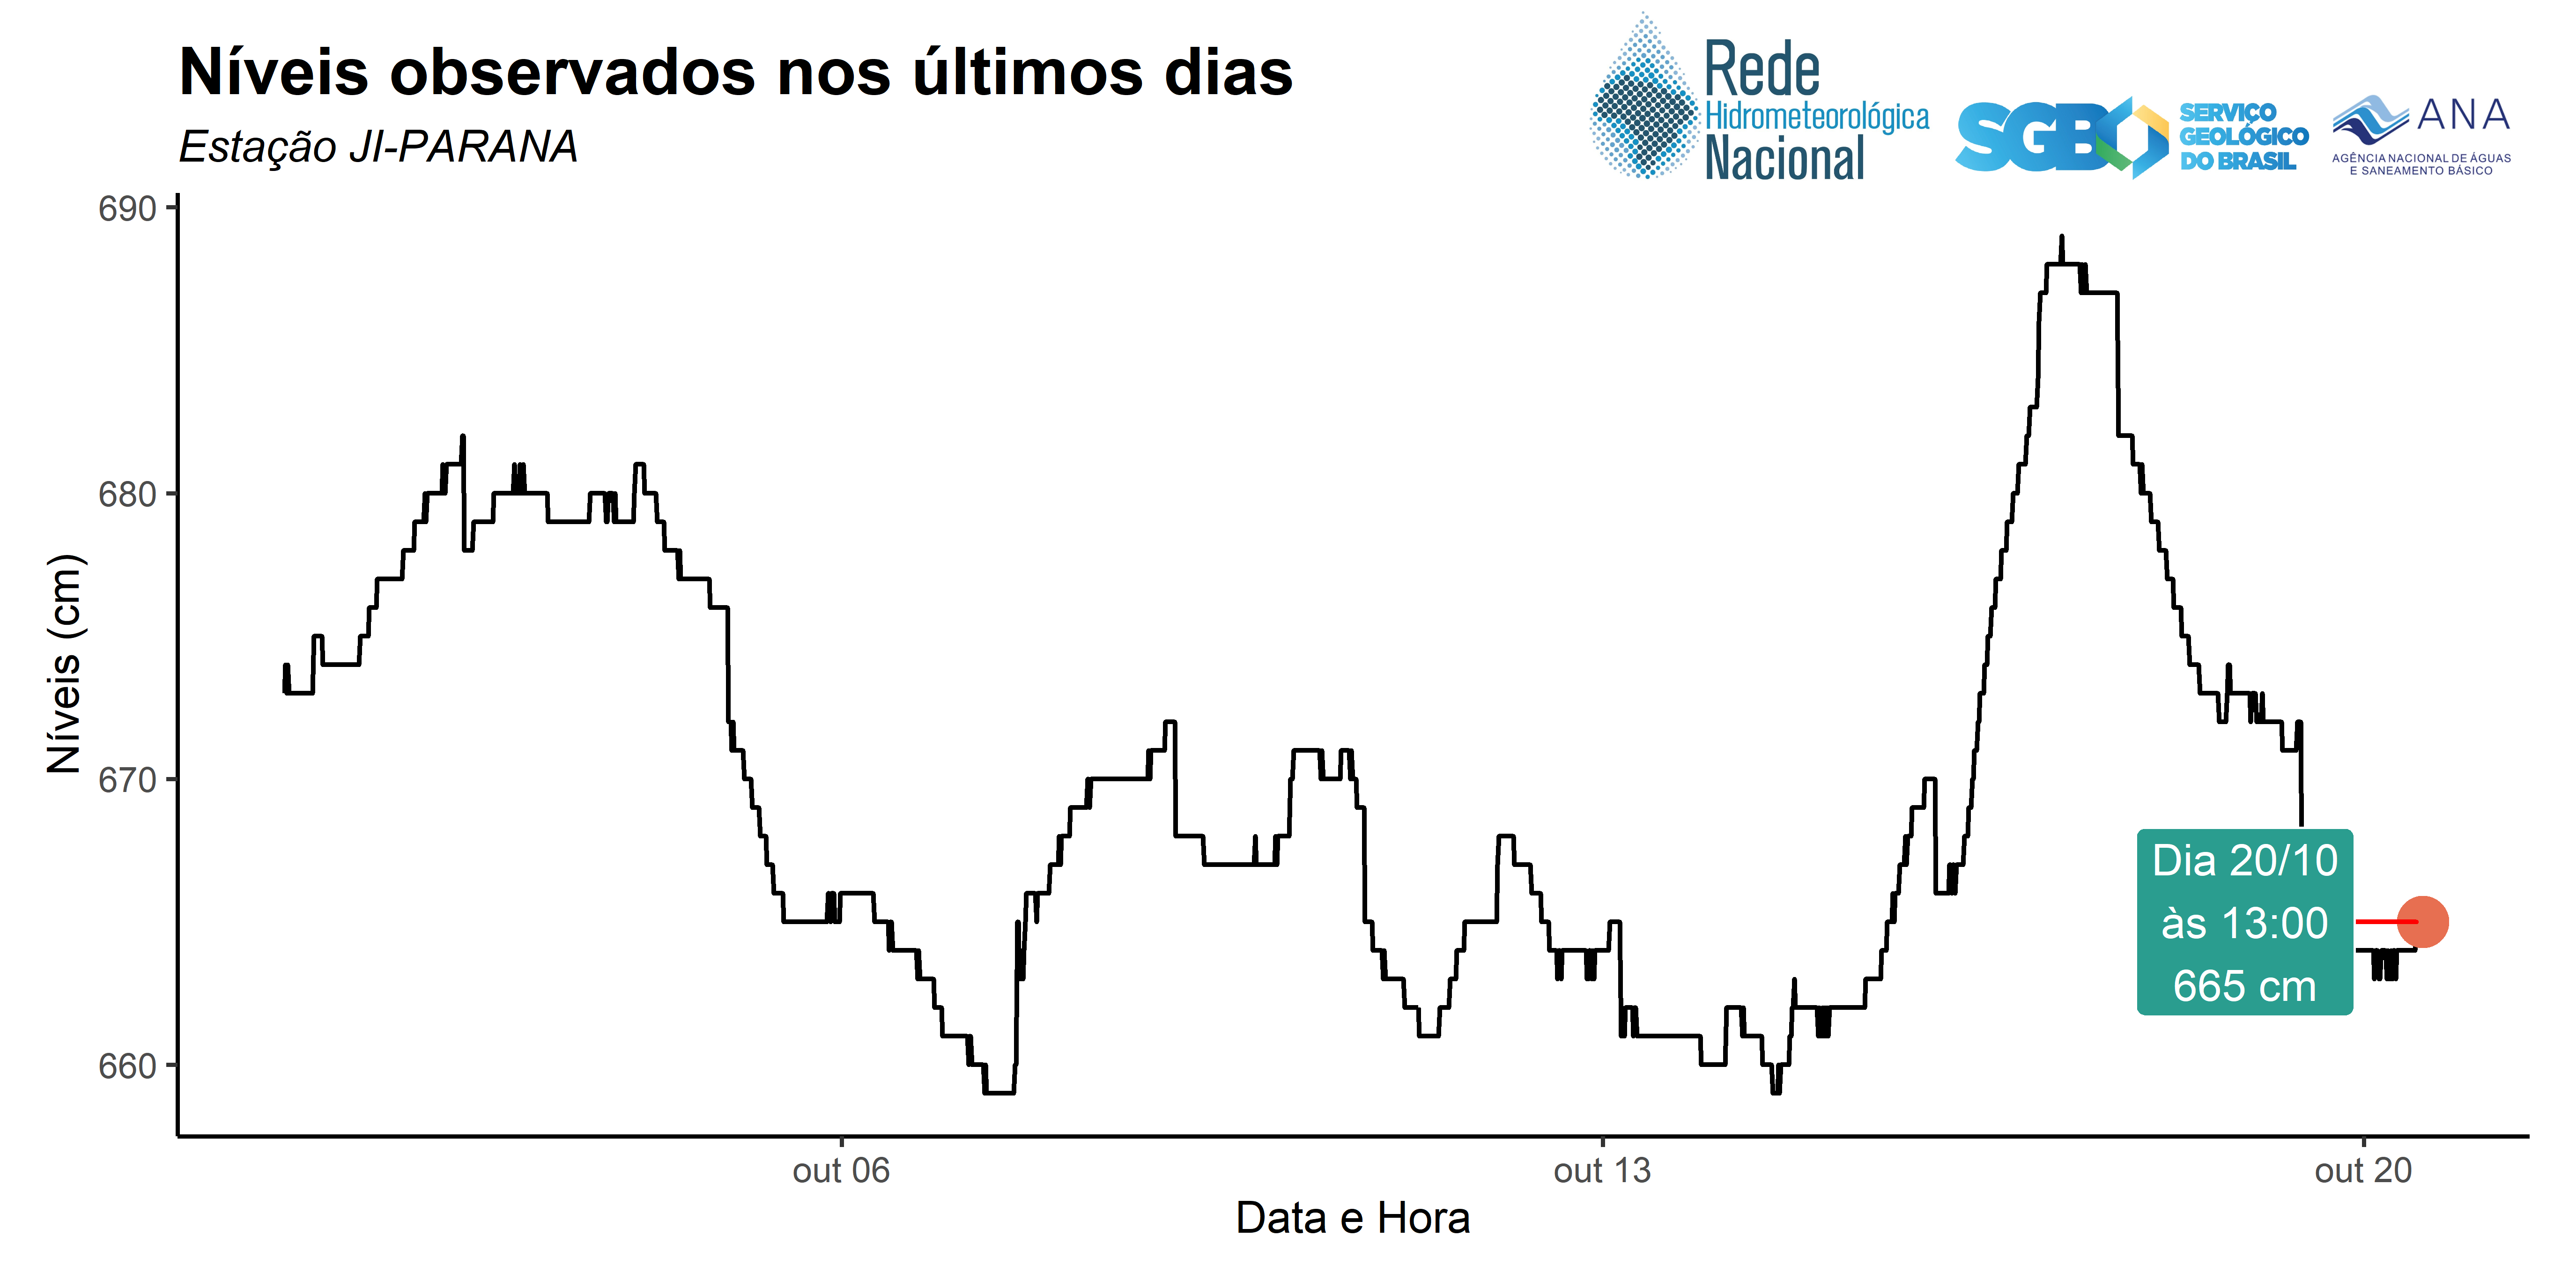 Níveis observados nos últimos dias
Estação JI-PARANA
Rede
Hidrometeorológica
Nacional
SGB
SERVIÇO
GEOLÓGICO
DO BRASIL
ANA
AGÊNCIA NACIONAL DE ÁGUAS
E SANEAMENTO BÁSICO
690
680
670
660
Níveis (cm)
Dia 20/10
às 13:00
665 cm
out 06
out 13
out 20
Data e Hora